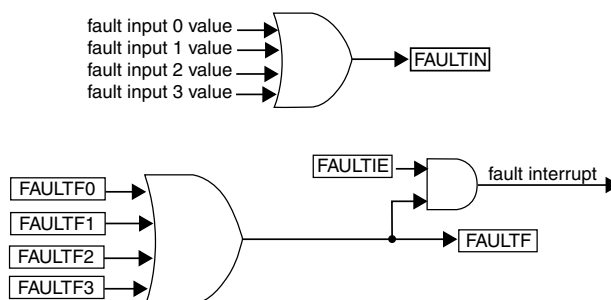 fault input 0 value
fault input 1 value
fault input 2 value
fault input 3 value
FAULTIN
FAULTIE
fault interrupt
FAULTF0
FAULTF1
FAULTF2
FAULTF3
FAULTF